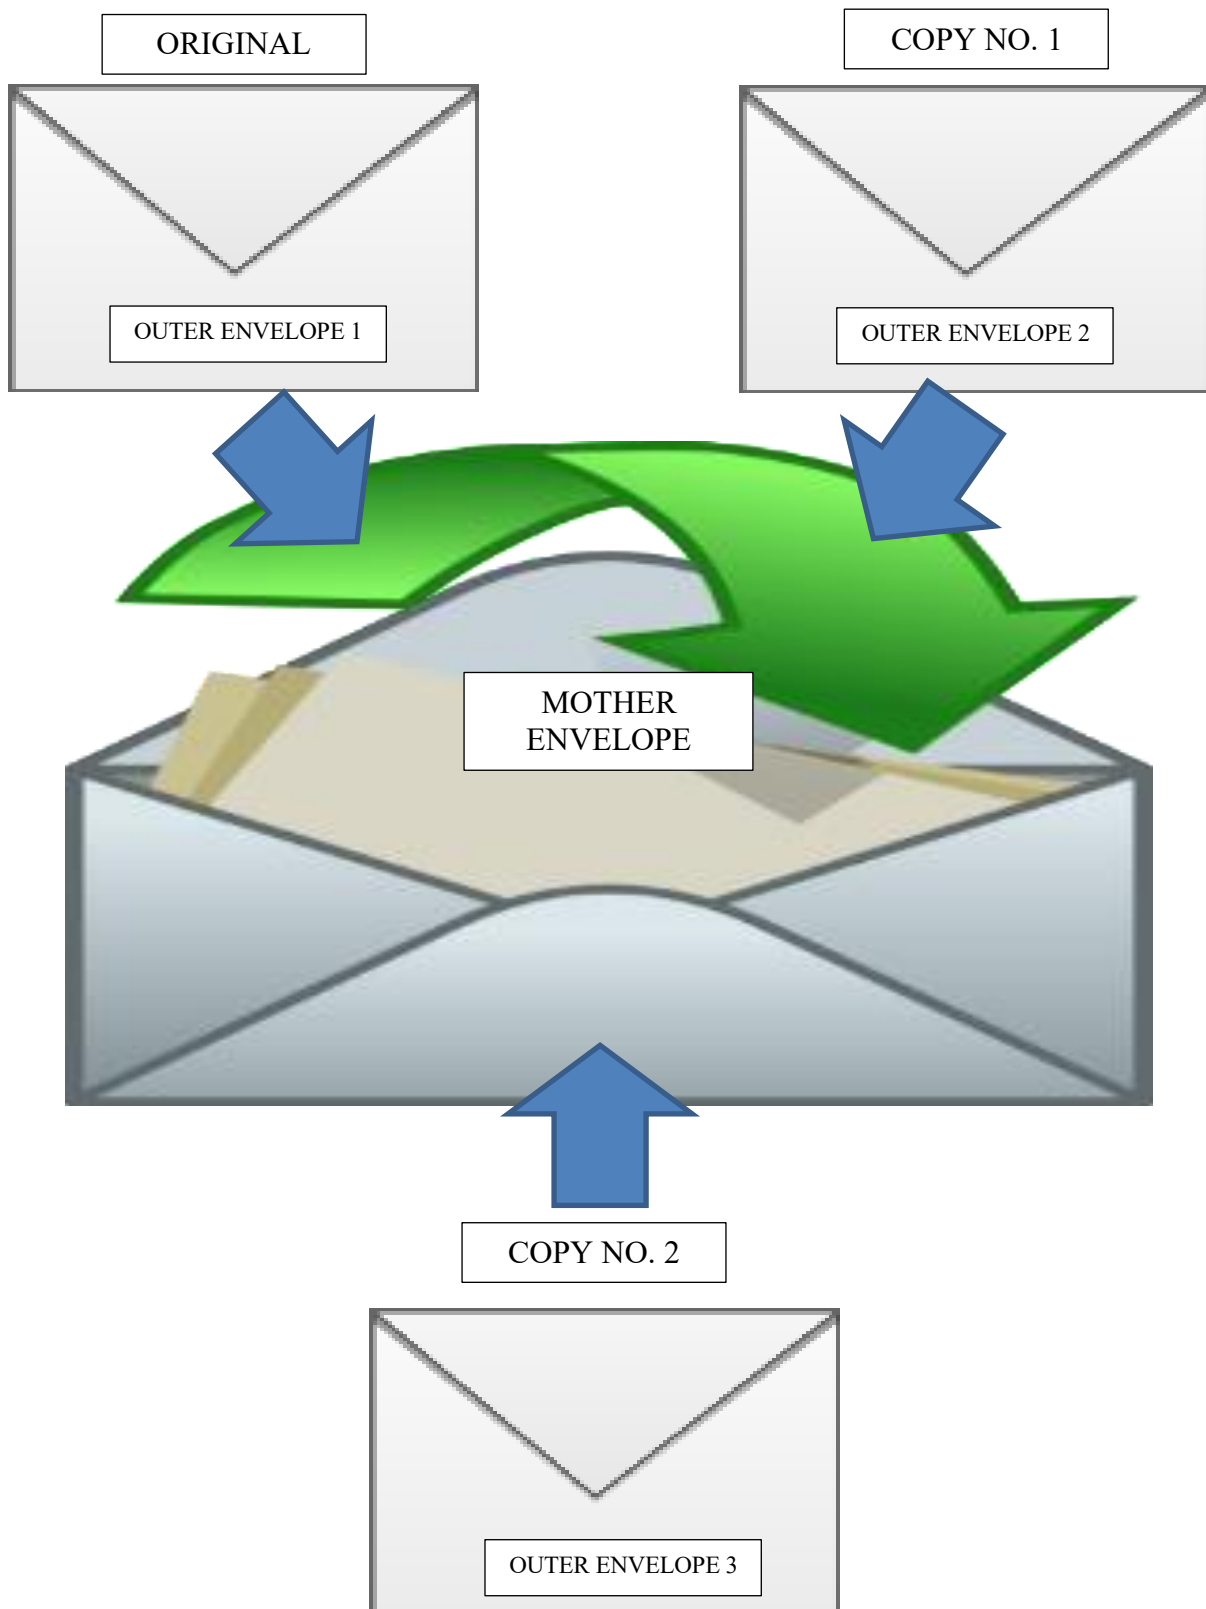 ORIGINAL
COPY NO. 1
OUTER ENVELOPE 1
OUTER ENVELOPE 2
MOTHER
ENVELOPE
COPY NO. 2
OUTER ENVELOPE 3